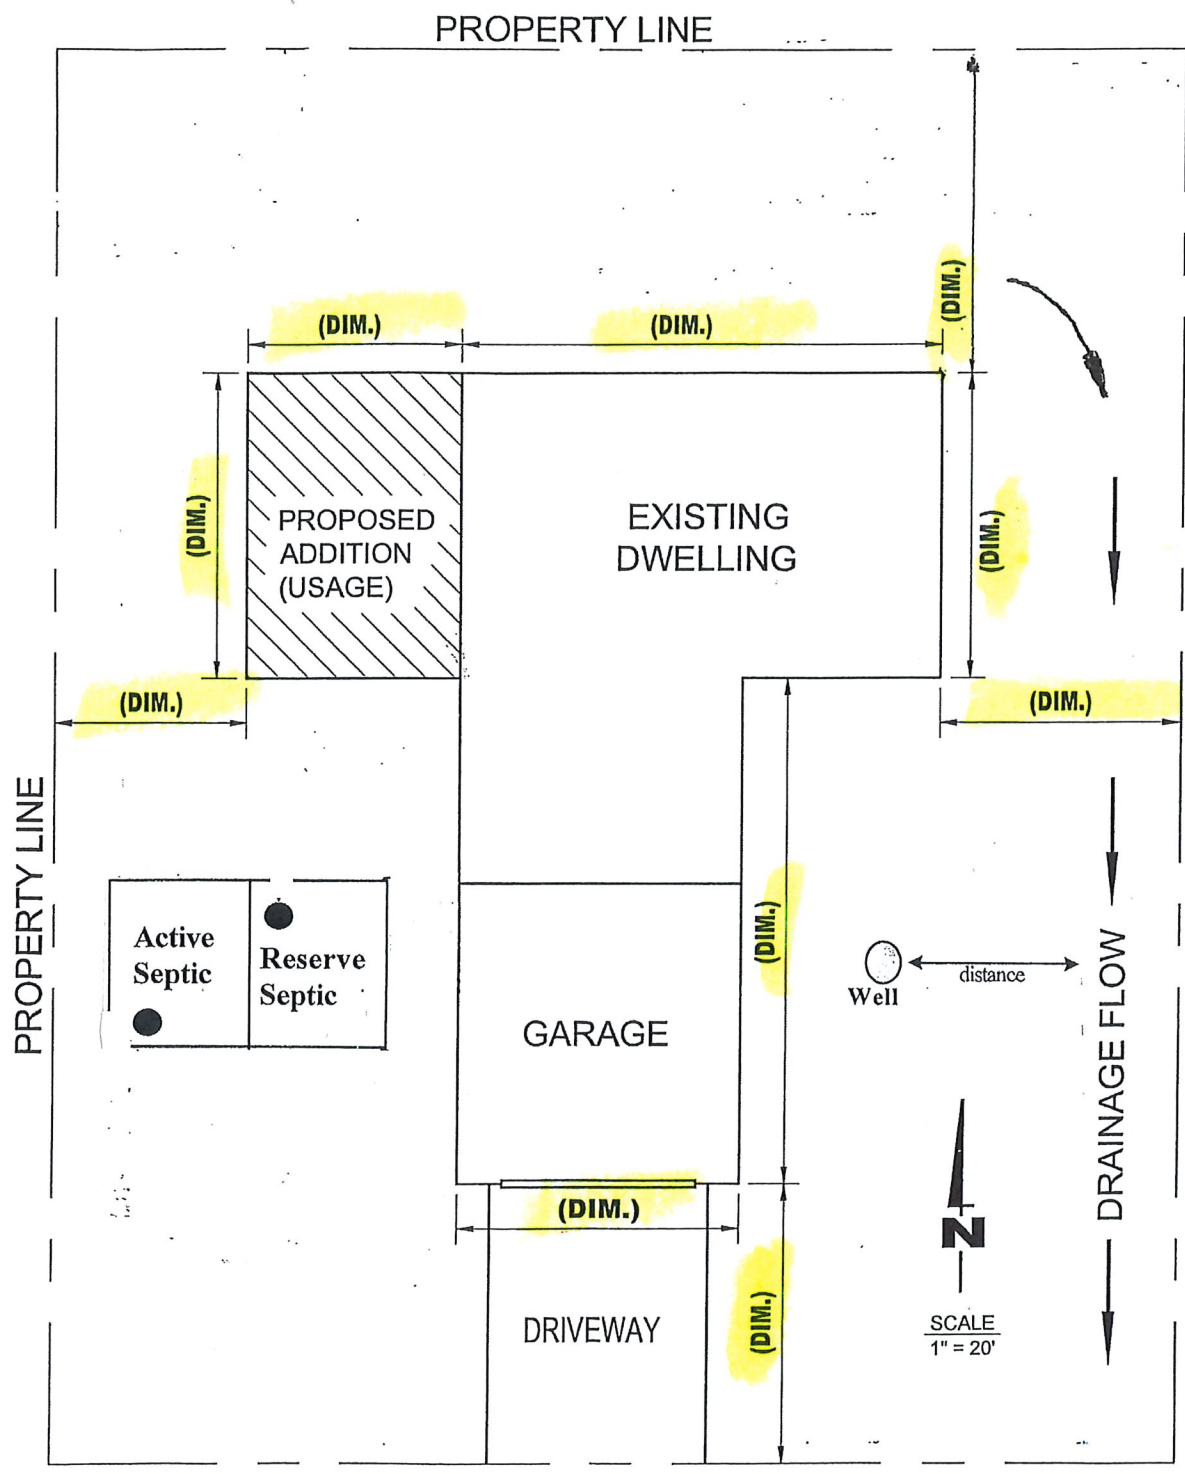 PROPERTY LINE
(DIM.)
(DIM.)
(DIM.)
(DIM.)
PROPOSED
ADDITION
(USAGE)
EXISTING
DWELLING
(DIM.)
(DIM.)
(DIM.)
PROPERTY LINE
Active
Septic
Reserve
Septic
(DIM.)
Well
distance
GARAGE
DRAINAGE FLOW
(DIM.)
N
DRIVEWAY
(DIM.)
SCALE
1" = 20'